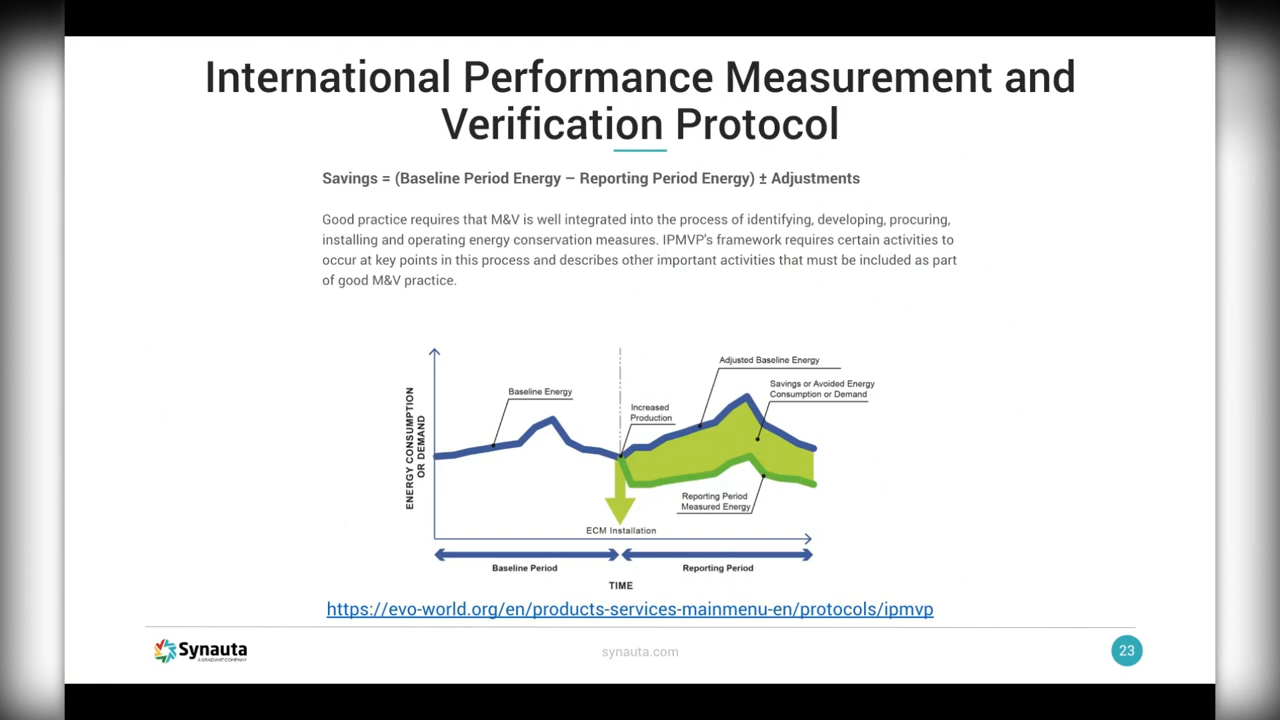 International Performance Measurement and
Verification Protocol
Savings = (Baseline Period Energy – Reporting Period Energy) ± Adjustments
Good practice requires that M&V is well integrated into the process of identifying, developing, procuring,
installing and operating energy conservation measures. IPMVP's framework requires certain activities to
occur at key points in this process and describes other important activities that must be included as part
of good M&V practice.
ENERGY CONSUMPTION
OR DEMAND
Baseline Energy
Increased
Production
Adjusted Baseline Energy
Savings or Avoided Energy
Consumption or Demand
Reporting Period
Measured Energy
ECM Installation
Baseline Period
Reporting Period
TIME
https://evo-world.org/en/products-services-mainmenu-en/protocols/ipmvp
Synauta
A GRADIANT COMPANY
synauta.com
23